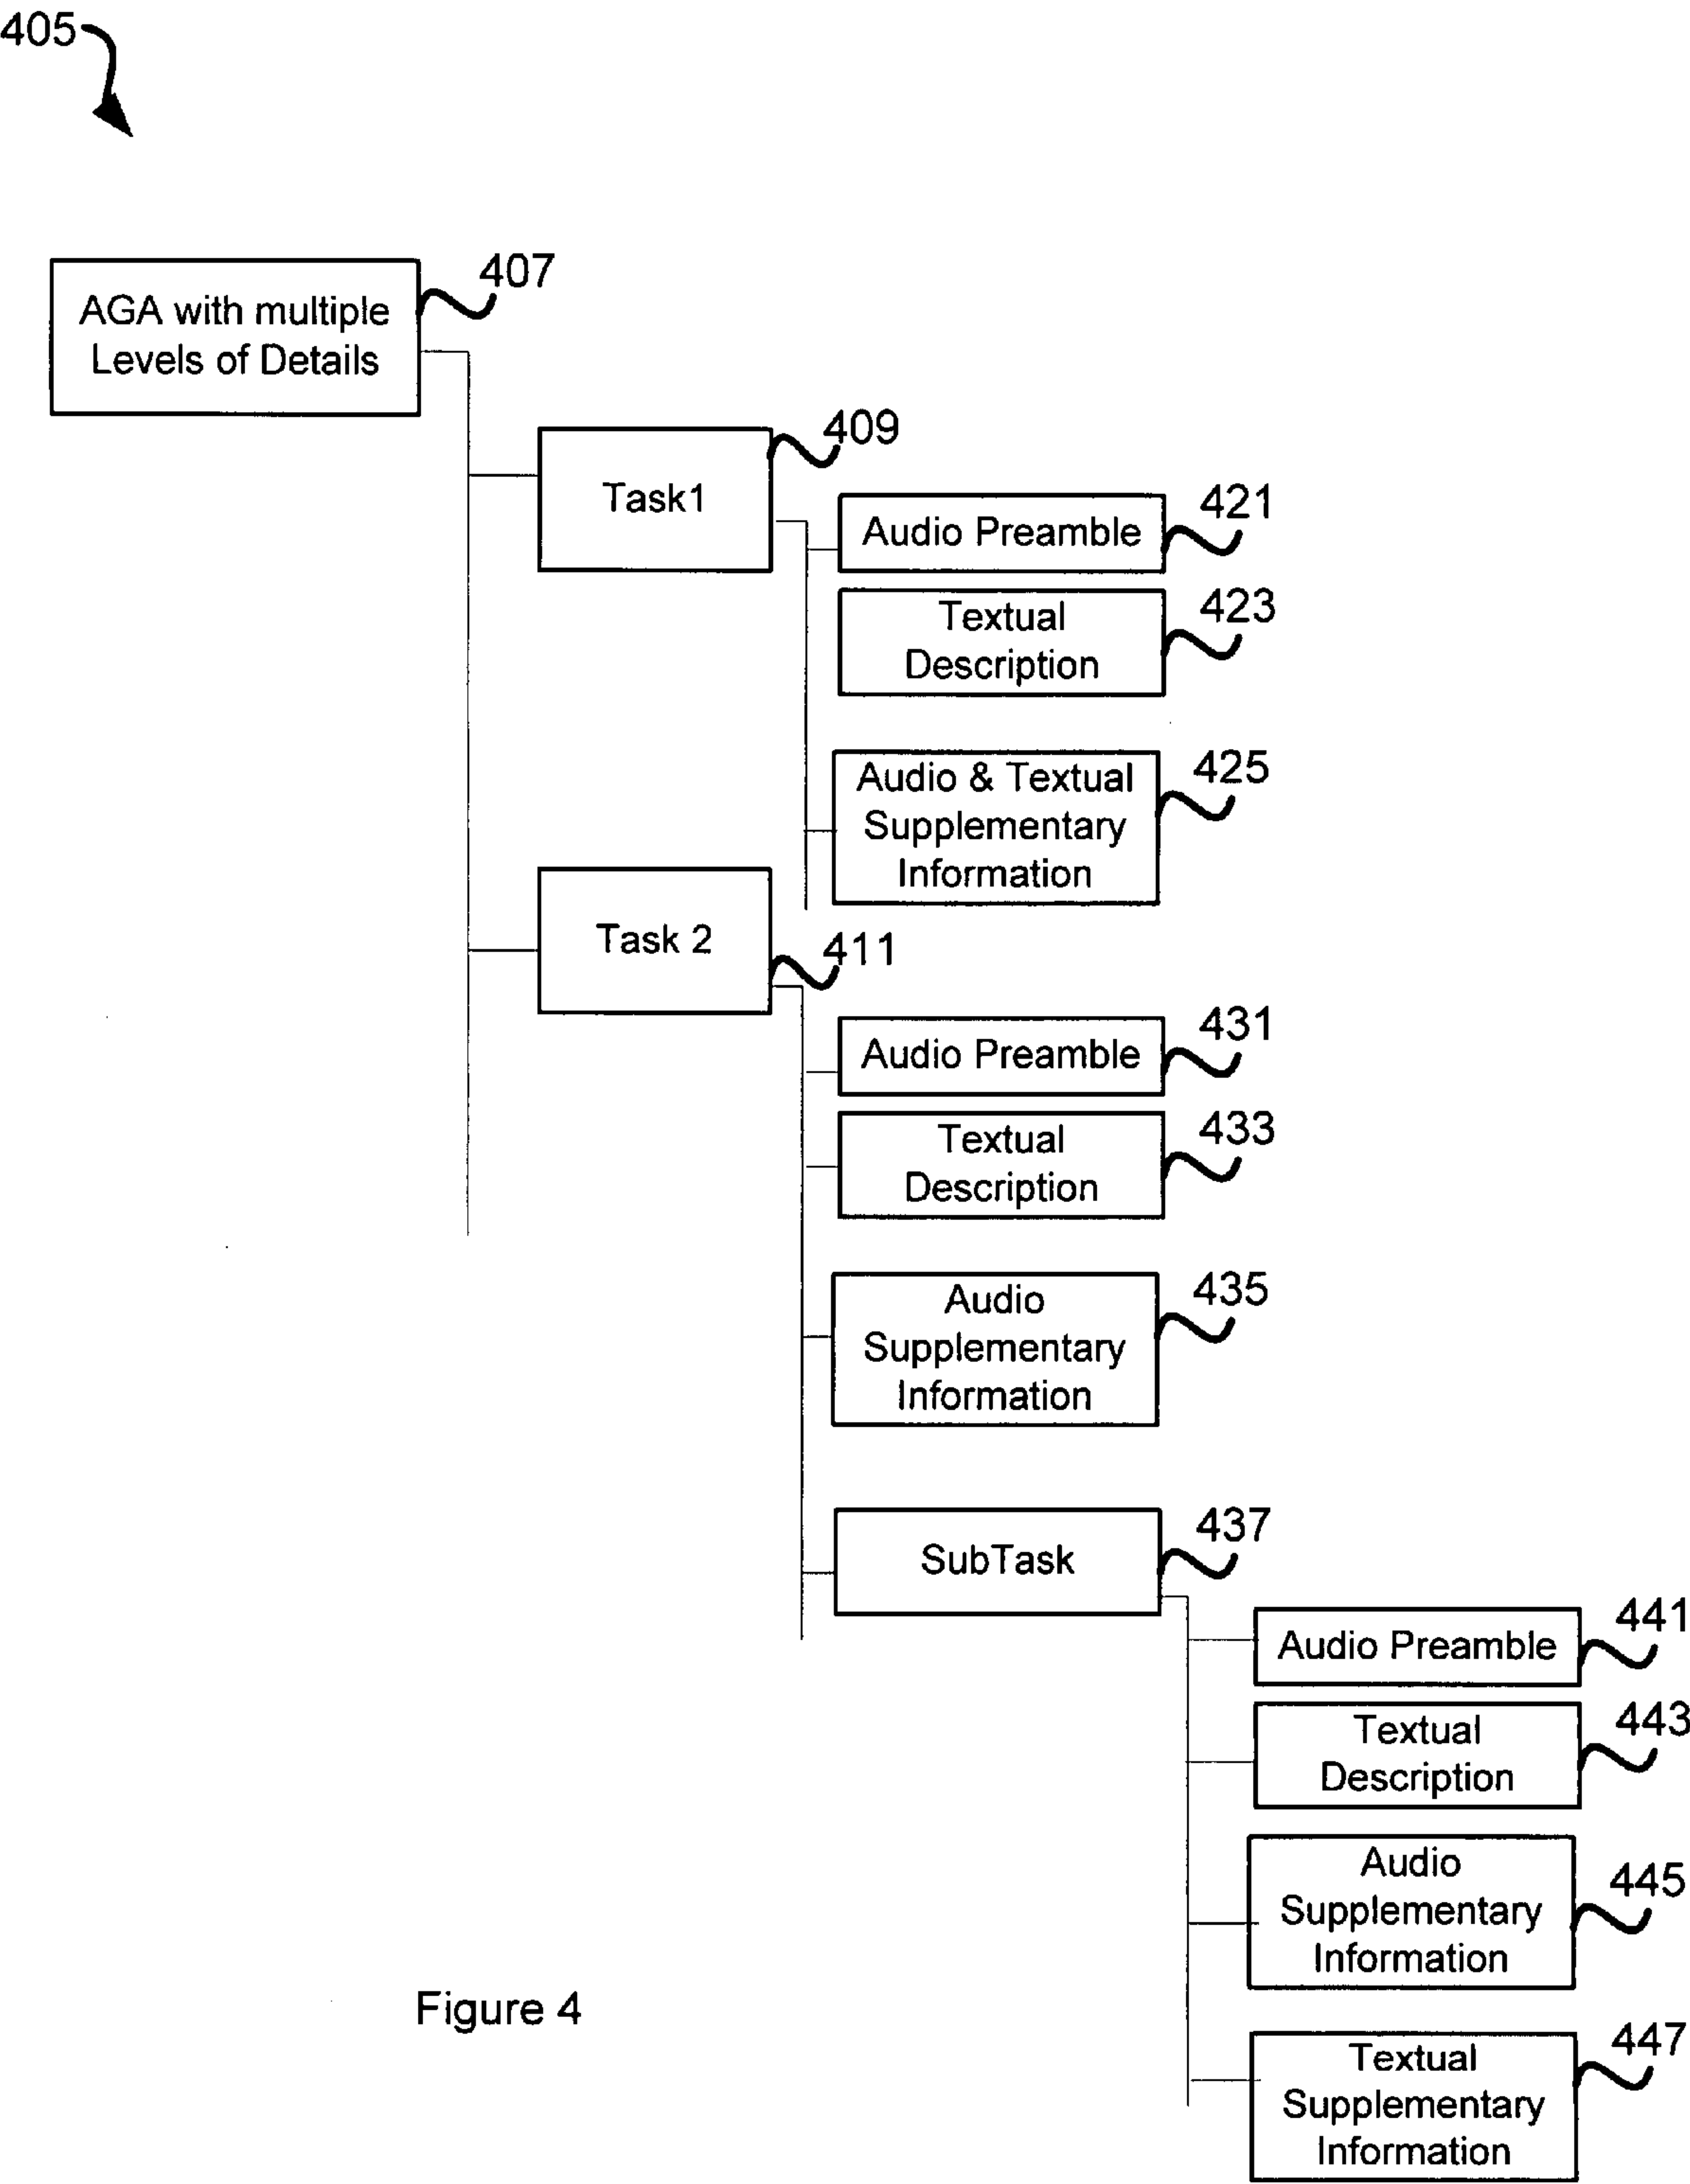 405
407
AGA with multiple
Levels of Details
409
Task1
421
Audio Preamble
423
Textual
Description
425
Audio & Textual
Supplementary
Information
Task 2
411
431
Audio Preamble
433
Textual
Description
435
Audio
Supplementary
Information
437
SubTask
441
Audio Preamble
443
Textual
Description
445
Audio
Supplementary
Information
Figure 4
447
Textual
Supplementary
Information